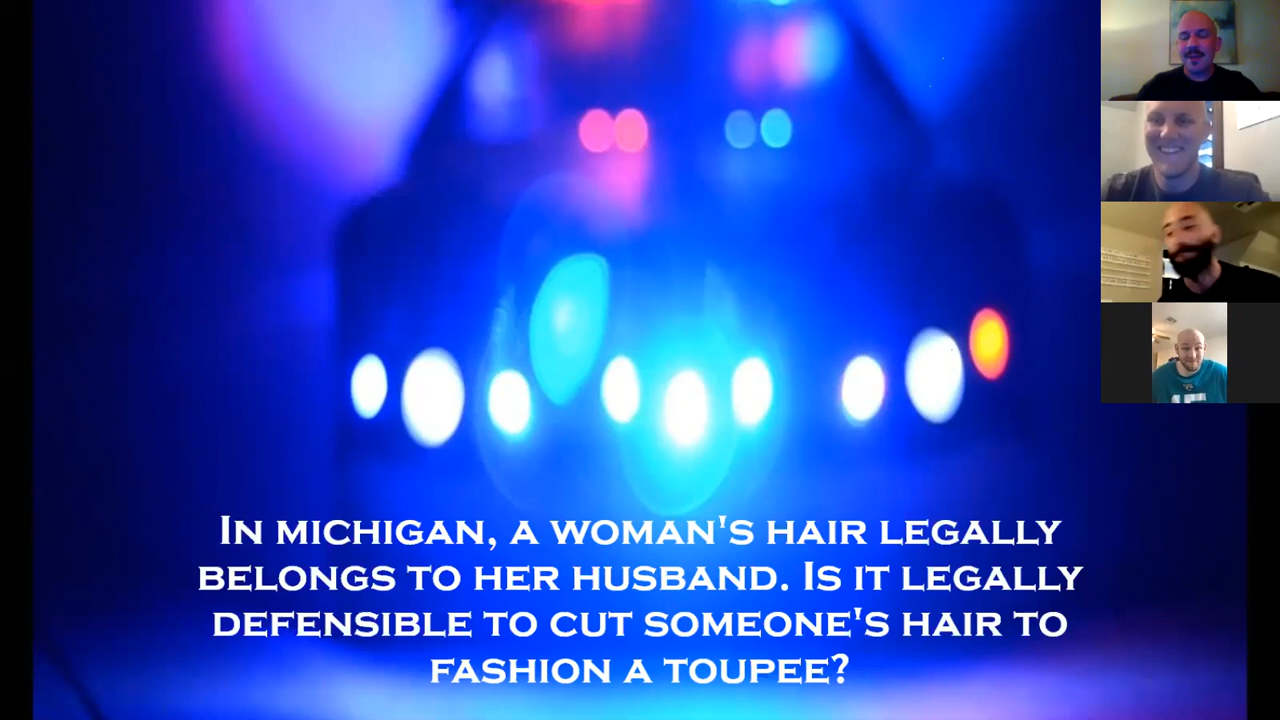 In michigan, a woman's hair legally
belongs to her husband. Is it legally
defensible to cut someone's hair to
fashion a toupee?